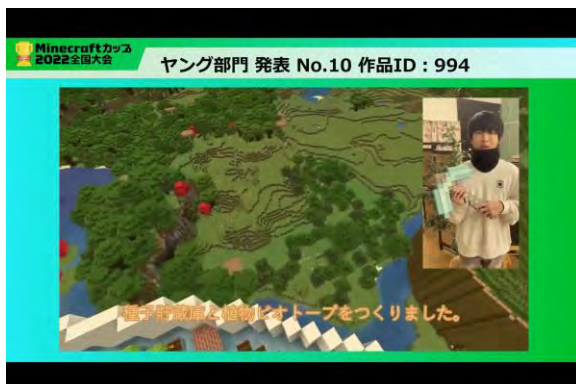 Minecraftカップ
2022全国大会
ヤング部門 発表 No.10 作品ID：994
種子貯蔵庫と植物ビオトープをつくりました。